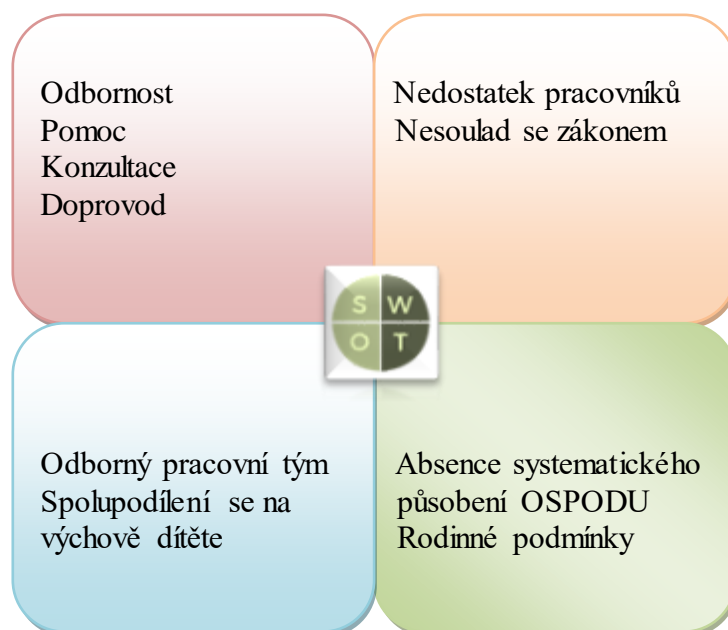 Odbornost
Pomoc
Konzultace
Doprovod
Nedostatek pracovníků
Nesoulad se zákonem
S W
O T
Odborný pracovní tým
Spolupodílení se na
výchově dítěte
Absence systematického
působení OSPODU
Rodinné podmínky